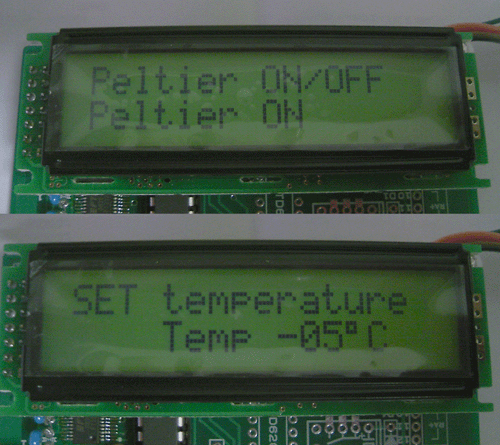 Peltier ON/OFF
Peltier ON
SET temperature
Temp -05°C